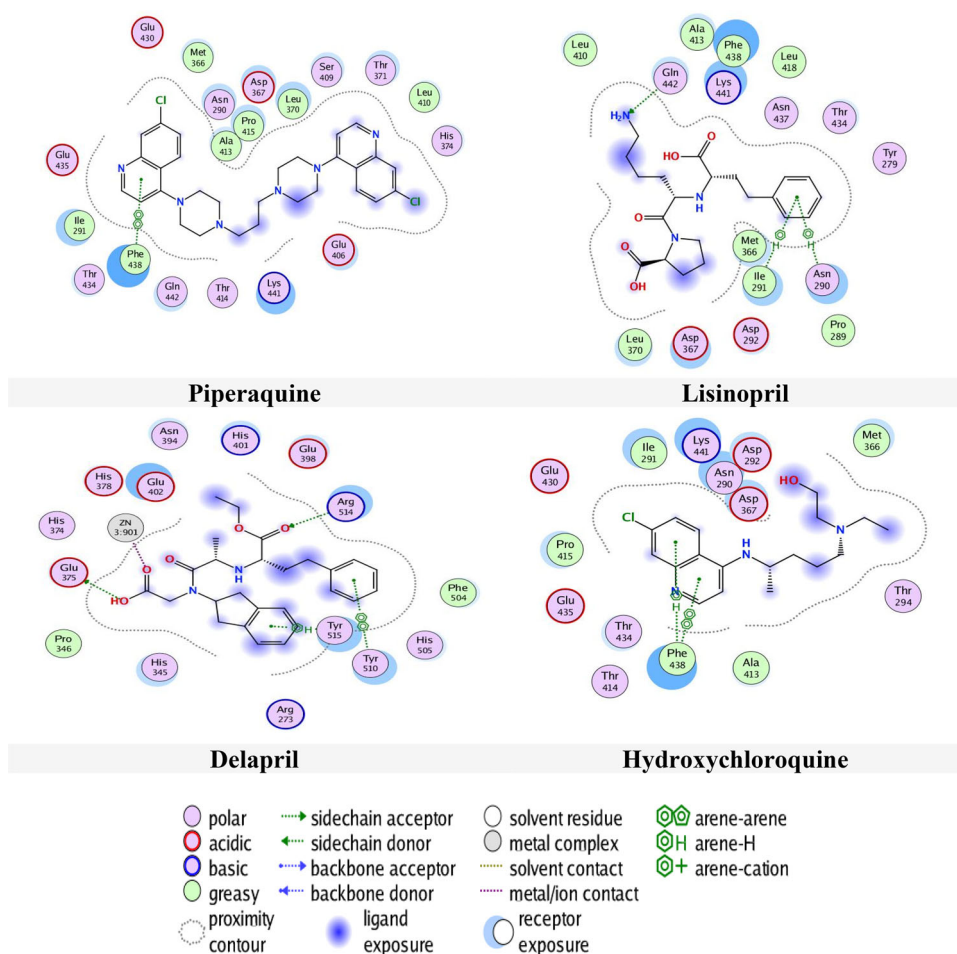 Glu
430
Met
366
Asn
290
Asp
367
Pro
415
Ala
413
Leu
370
Ser
409
Thr
371
Leu
410
His
374
Glu
435
Ile
291
Thr
434
Phe
438
Gln
442
Thr
414
Lys
441
Glu
406
Cl
N
N
N
N
N
N
Cl
Piperaquine
Leu
410
Ala
413
Phe
438
Leu
418
Gln
442
Lys
441
Asn
437
Thr
434
Tyr
279
Met
366
Ile
291
Asn
290
Pro
289
Asp
292
Asp
367
Leu
370
H₂N
HO
O
N
H
O
N
O
OH
H
H
Lisinopril
Asn
394
His
401
Glu
398
His
378
Glu
402
Arg
514
His
374
ZN
3:901
Glu
375
Phe
504
Pro
346
His
345
Tyr
515
Tyr
510
His
505
Arg
273
O
O
O
N
H
N
O
HO
H
Delapril
Ile
291
Lys
441
Asp
292
Asn
290
Asp
367
Met
366
Glu
430
Pro
415
Glu
435
Thr
434
Thr
414
Phe
438
Ala
413
Thr
294
HO
N
Cl
H
N
N
H
Hydroxychloroquine
polar
acidic
basic
greasy
proximity
contour
sidechain acceptor
sidechain donor
backbone acceptor
backbone donor
ligand
exposure
solvent residue
metal complex
solvent contact
metal/ion contact
receptor
exposure
arene-arene
H arene-H
+ arene-cation